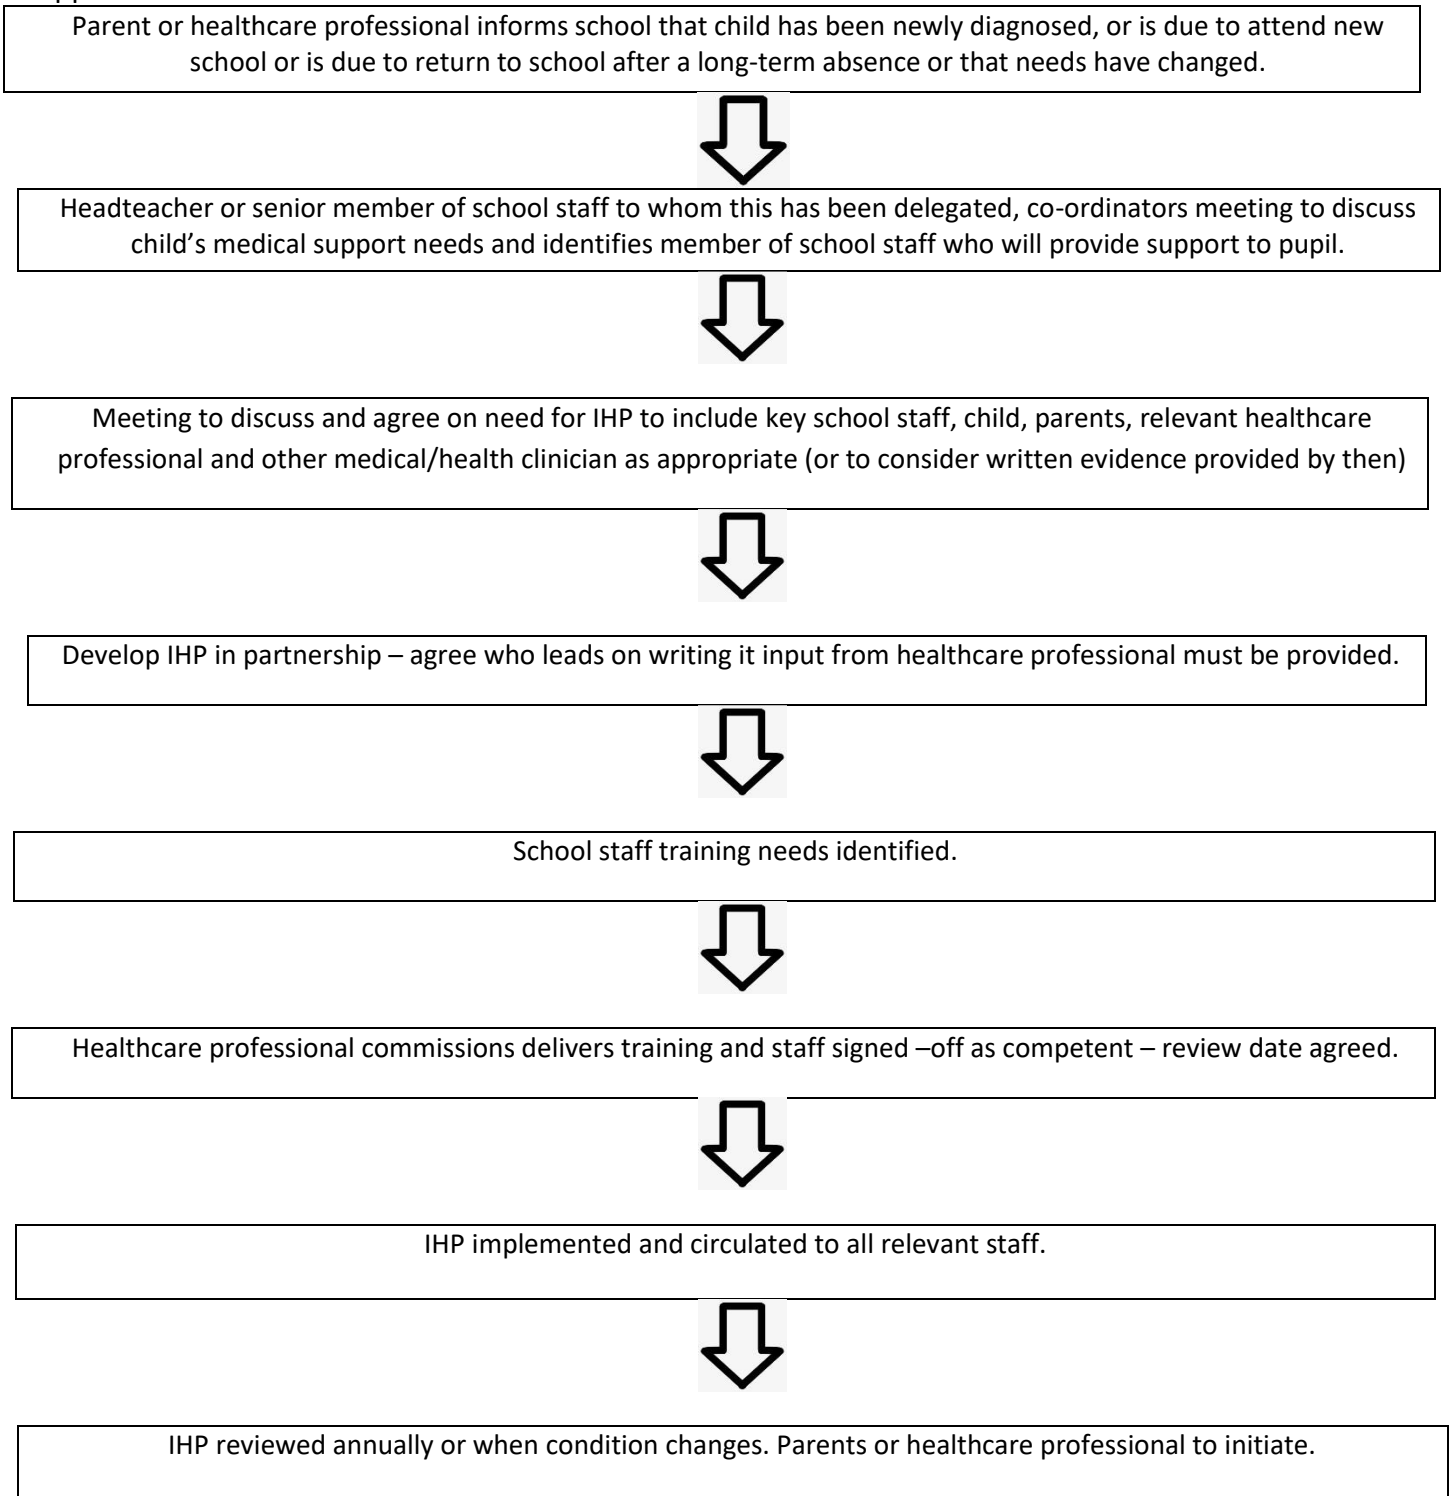 Parent or healthcare professional informs school that child has been newly diagnosed, or is due to attend new
school or is due to return to school after a long-term absence or that needs have changed.
Headteacher or senior member of school staff to whom this has been delegated, co-ordinators meeting to discuss
child’s medical support needs and identifies member of school staff who will provide support to pupil.
Meeting to discuss and agree on need for IHP to include key school staff, child, parents, relevant healthcare
professional and other medical/health clinician as appropriate (or to consider written evidence provided by then)
Develop IHP in partnership – agree who leads on writing it input from healthcare professional must be provided.
School staff training needs identified.
Healthcare professional commissions delivers training and staff signed –off as competent – review date agreed.
IHP implemented and circulated to all relevant staff.
IHP reviewed annually or when condition changes. Parents or healthcare professional to initiate.